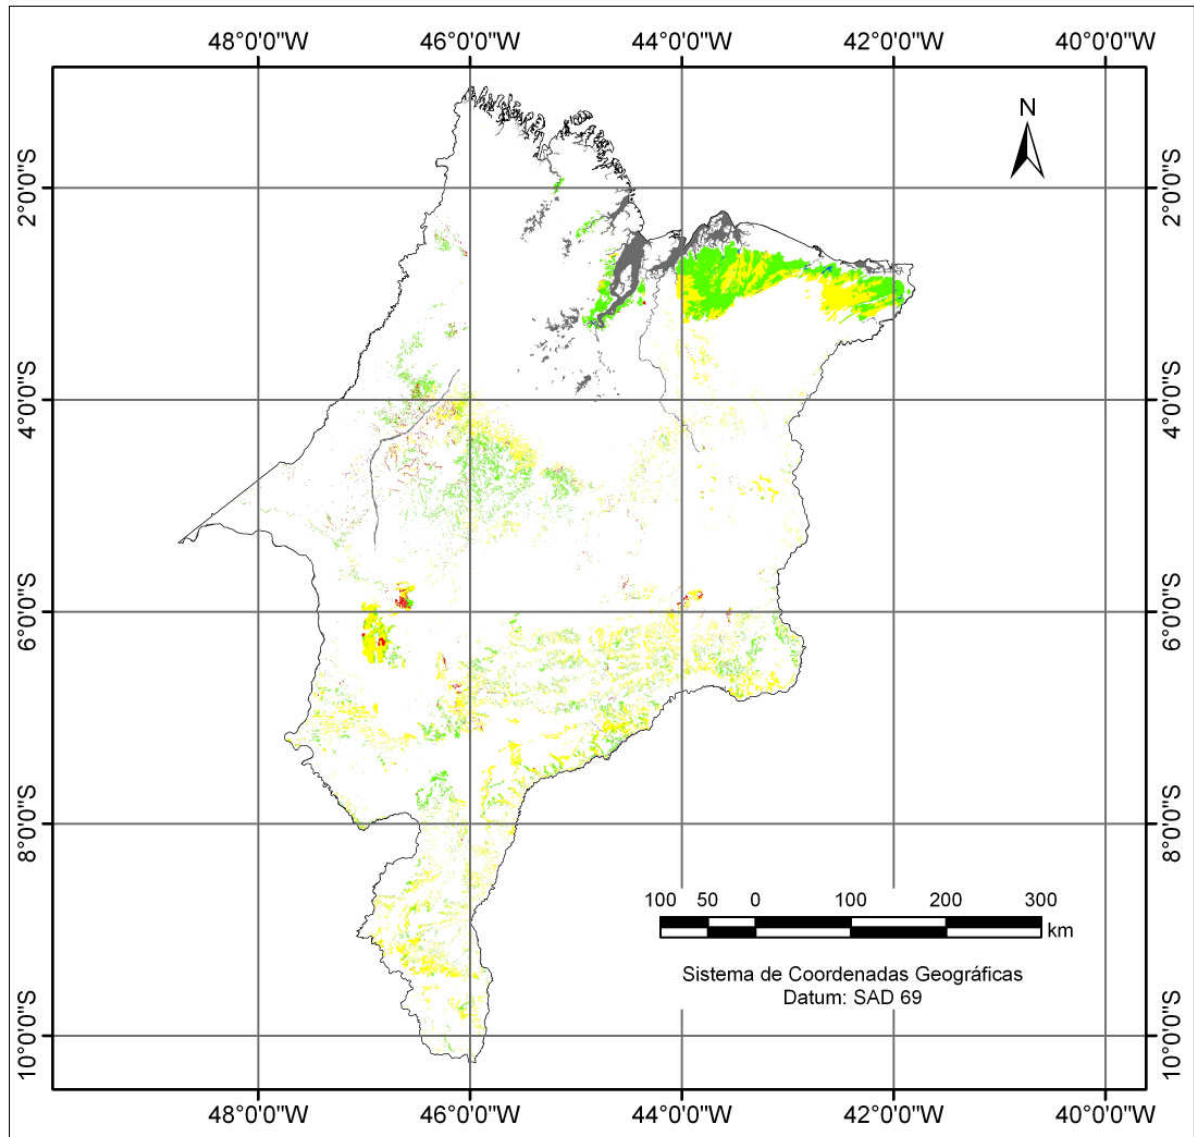 48°0'0"W 46°0'0"W 44°0'0"W 42°0'0"W 40°0'0"W
N
2°0'0"S 2°0'0"S
4°0'0"S 4°0'0"S
6°0'0"S 6°0'0"S
8°0'0"S 8°0'0"S
100 50 0 100 200 300
km
Sistema de Coordenadas Geográficas
Datum: SAD 69
10°0'0"S 10°0'0"S
48°0'0"W 46°0'0"W 44°0'0"W 42°0'0"W 40°0'0"W